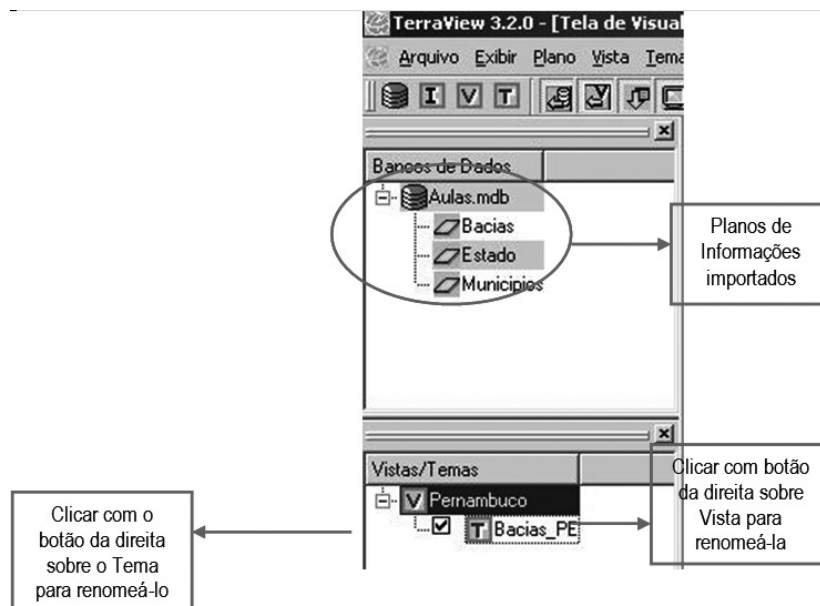 TerraView 3.2.0 - [Tela de Visual
Arquivo Exibir Plano Vista Tema
I V T
Bancos de Dados
Aulas.mdb
Bacias
Estado
Municipios
Planos de
Informações
importados
Vistas/Temas
V Pernambuco
T Bacias_PE
Clicar com botão
da direita sobre
Vista para
renomeá-la
Clicar com o
botão da direita
sobre o Tema
para renomeá-lo